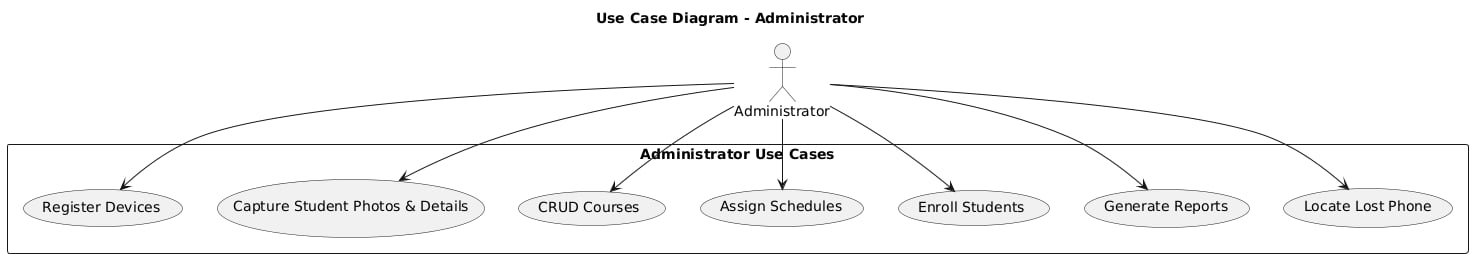 Use Case Diagram - Administrator
Administrator
Administrator Use Cases
Register Devices
Capture Student Photos & Details
CRUD Courses
Assign Schedules
Enroll Students
Generate Reports
Locate Lost Phone